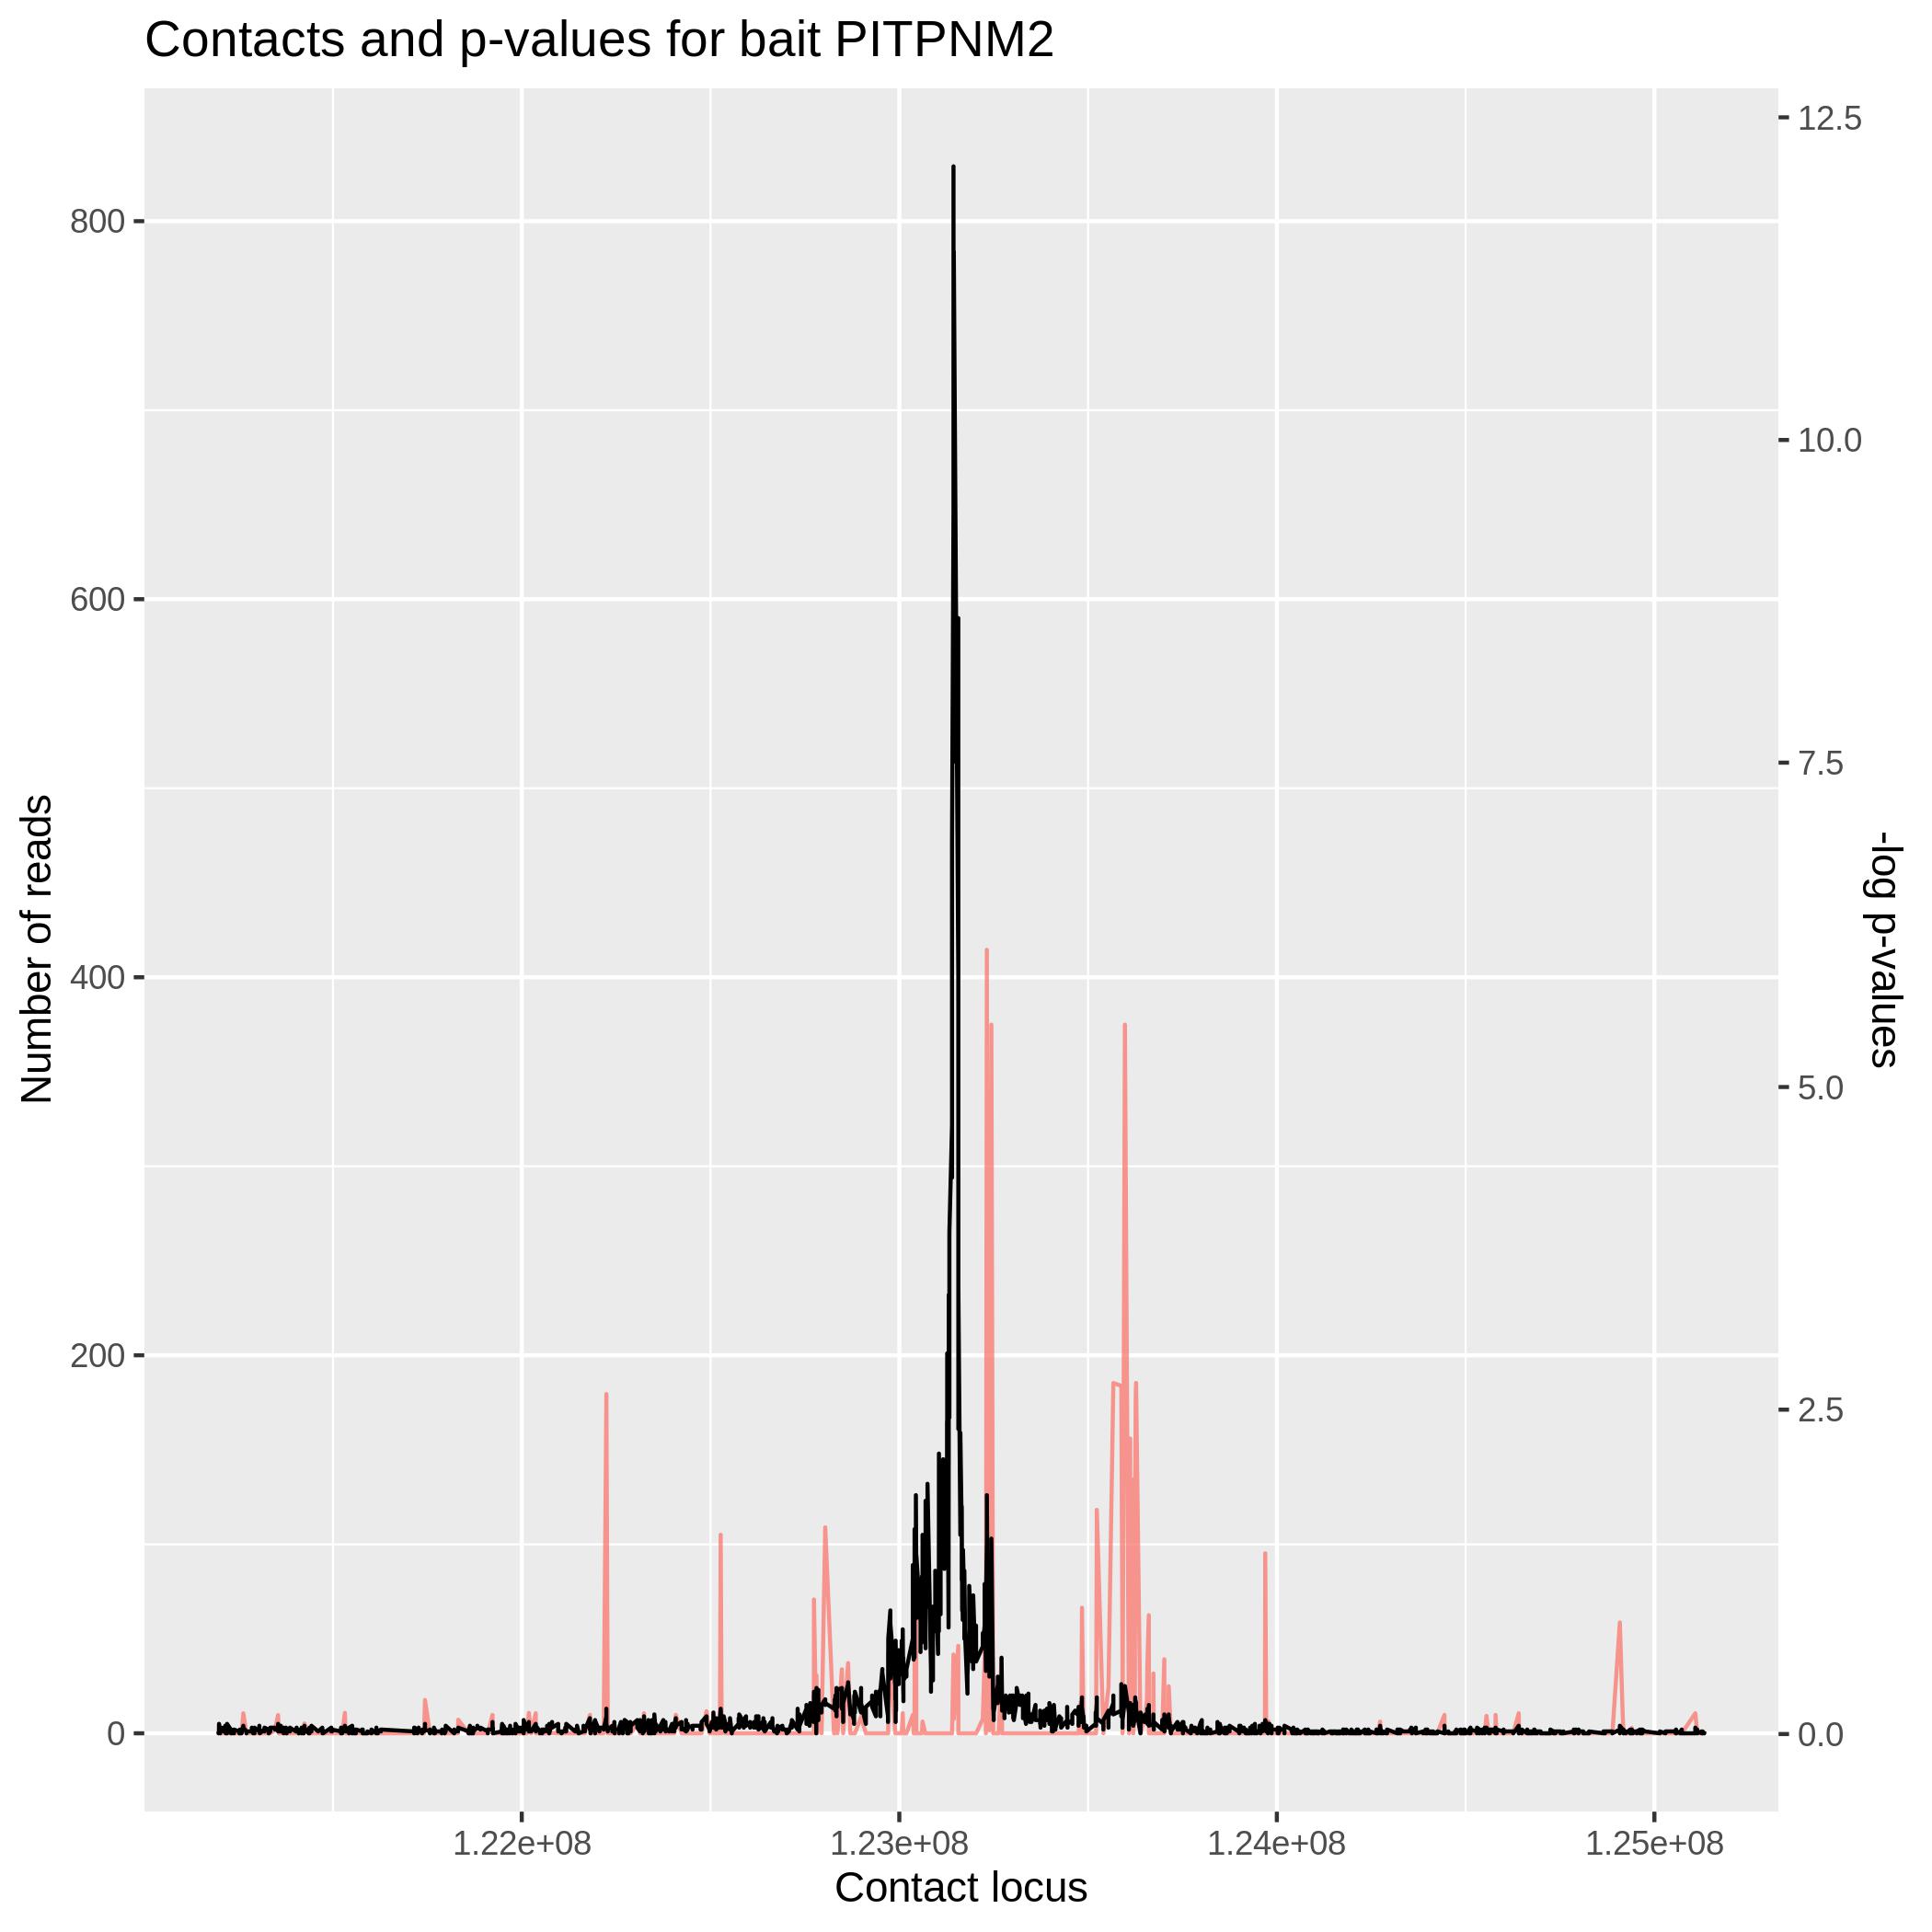 Contacts and p-values for bait PITPNM2
Number of reads
800
600
400
200
0
12.5
10.0
7.5
5.0
2.5
0.0
-log p-values
1.22e+08
1.23e+08
1.24e+08
1.25e+08
Contact locus